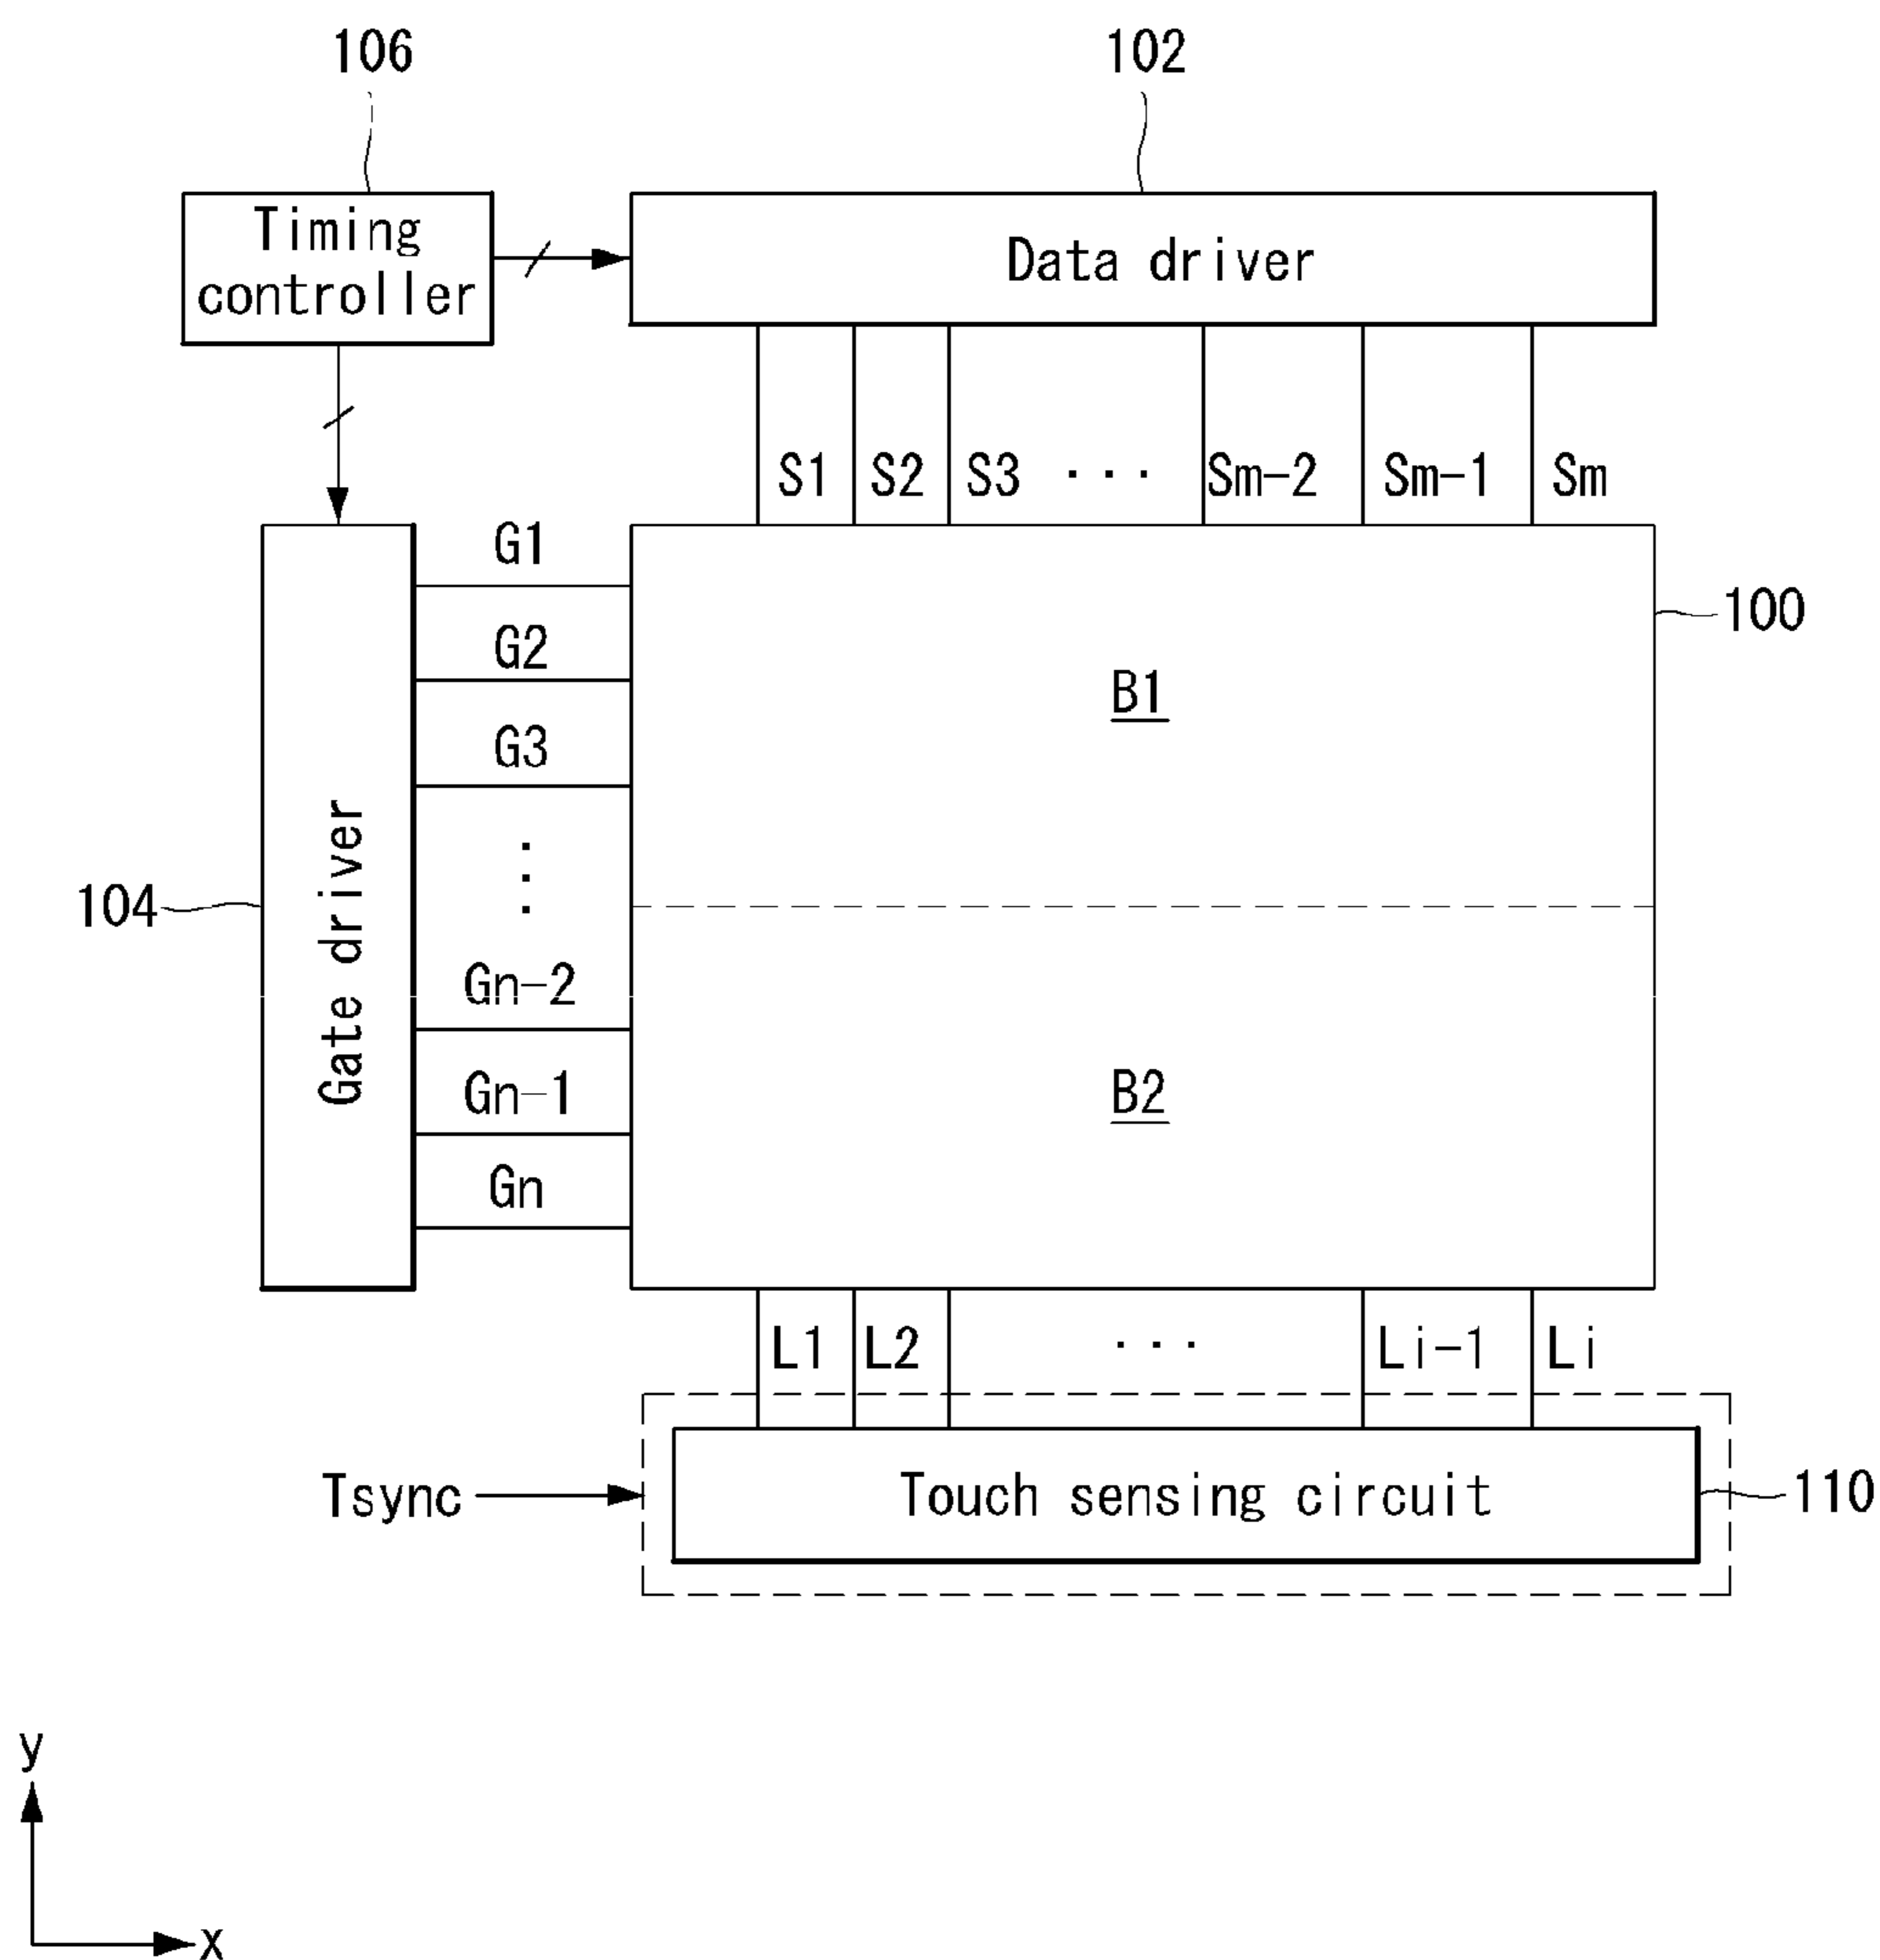 106
102
Timing
controller
Data driver
S1 S2 S3 ··· Sm-2 Sm-1 Sm
G1
G2
G3
Gn-2
Gn-1
Gn
Gate driver
104
100
B1
B2
L1 L2 ··· Li-1 Li
Tsync
Touch sensing circuit
110
y
x